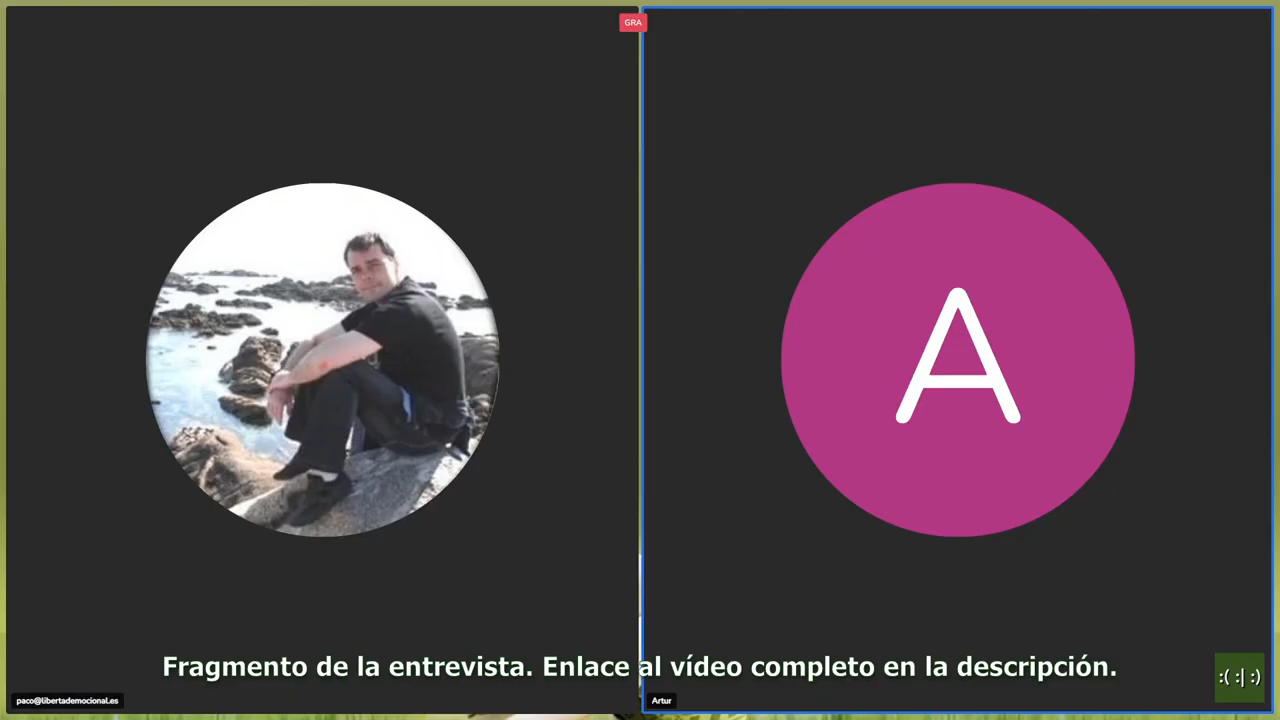 GRA
A
Fragmento de la entrevista. Enlace al vídeo completo en la descripción.
:( :| :)
paco@libertademocional.es
Artur